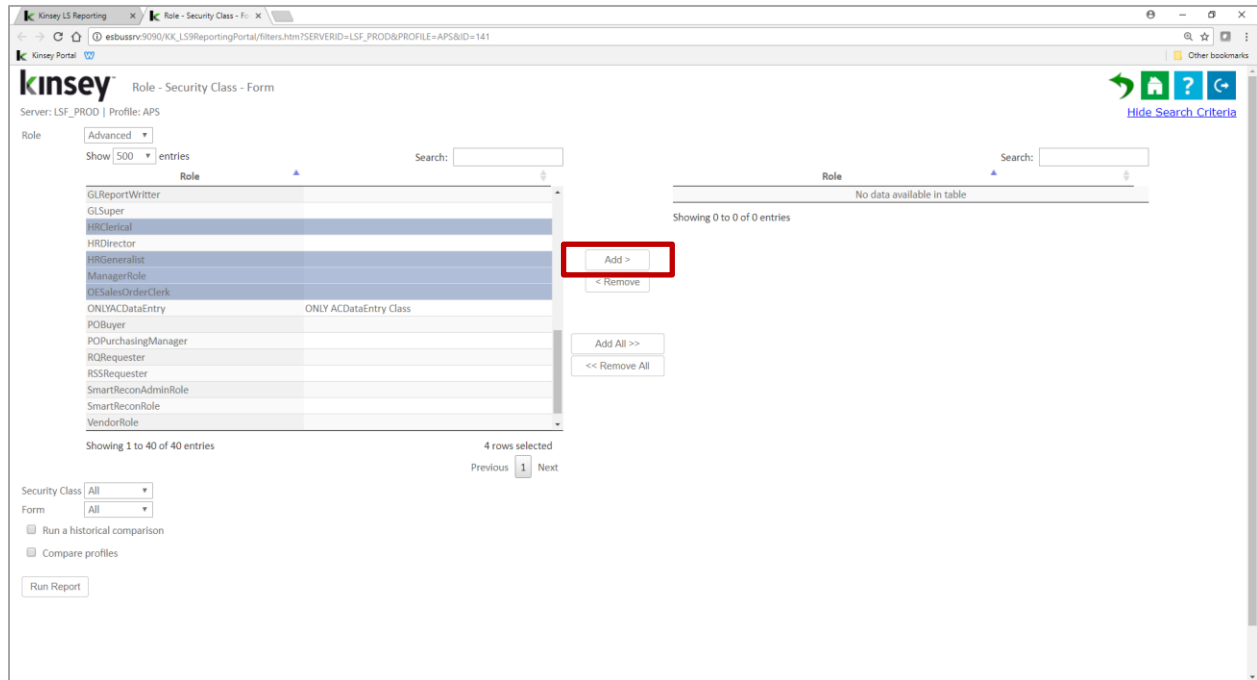 Kinsey LS Reporting
Role - Security Class - Fo
esbussrv:9090/KK_LS9ReportingPortal/filters.htm?SERVERID=LSF_PROD&PROFILE=APS&ID=141
Kinsey Portal
Other bookmarks
kinsey Role - Security Class - Form
Server: LSF_PROD | Profile: APS
Hide Search Criteria
Role Advanced
Show 500 entries Search: Search:
Role Role
GLReportWritter No data available in table
GLSuper Showing 0 to 0 of 0 entries
HRClerical
HRDirector
HRGeneralist Add >
ManagerRole < Remove
OESalesOrderClerk
ONLYACDataEntry ONLY ACDataEntry Class
POBuyer
POPurchasingManager Add All >>
RQRequester << Remove All
RSSRequester
SmartReconAdminRole
SmartReconRole
VendorRole
Showing 1 to 40 of 40 entries 4 rows selected
Previous 1 Next
Security Class All
Form All
Run a historical comparison
Compare profiles
Run Report